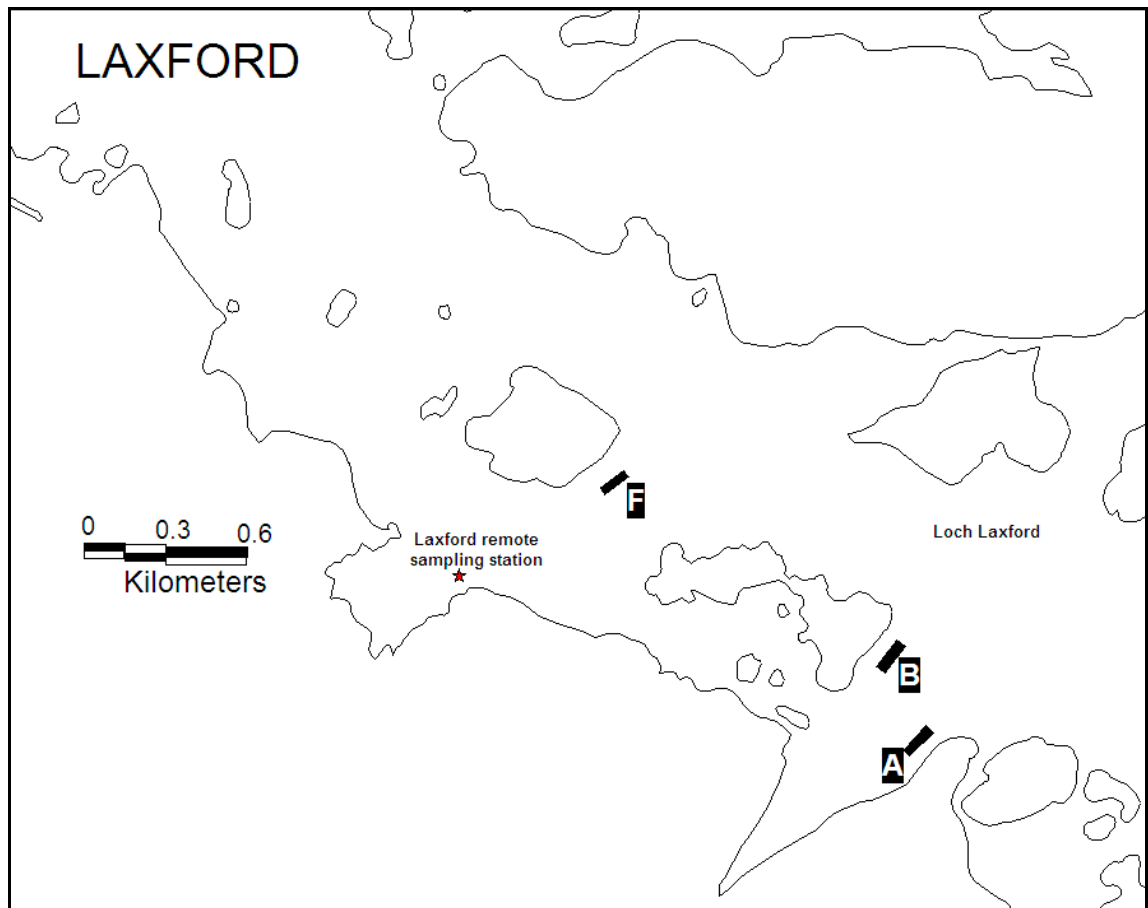 LAXFORD
F
Loch Laxford
0 0.3 0.6
Kilometers
Laxford remote
sampling station
B
A